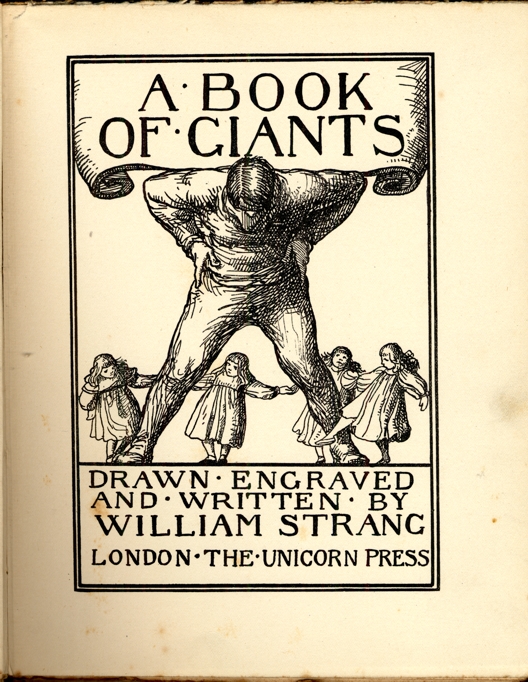 A·BOOK
OF·GIANTS
DRAWN·ENGRAVED
AND·WRITTEN·BY
WILLIAM STRANG
LONDON·THE·UNICORN PRESS